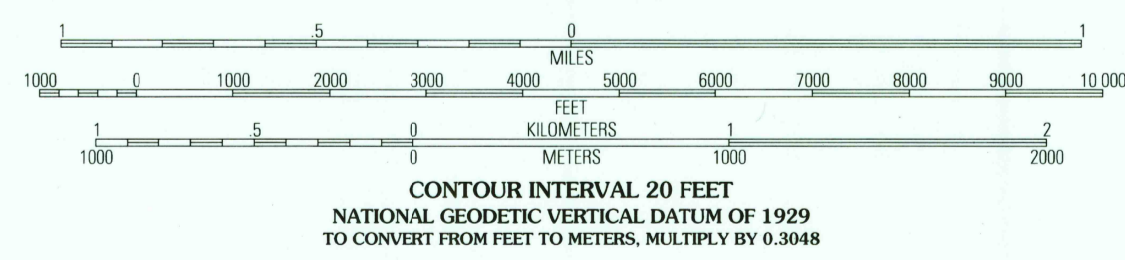 1 .5 0 1
MILES
1000 0 1000 2000 3000 4000 5000 6000 7000 8000 9000 10 000
FEET
1 .5 0 KILOMETERS 1 2
1000 0 METERS 1000 2000
CONTOUR INTERVAL 20 FEET
NATIONAL GEODETIC VERTICAL DATUM OF 1929
TO CONVERT FROM FEET TO METERS, MULTIPLY BY 0.3048